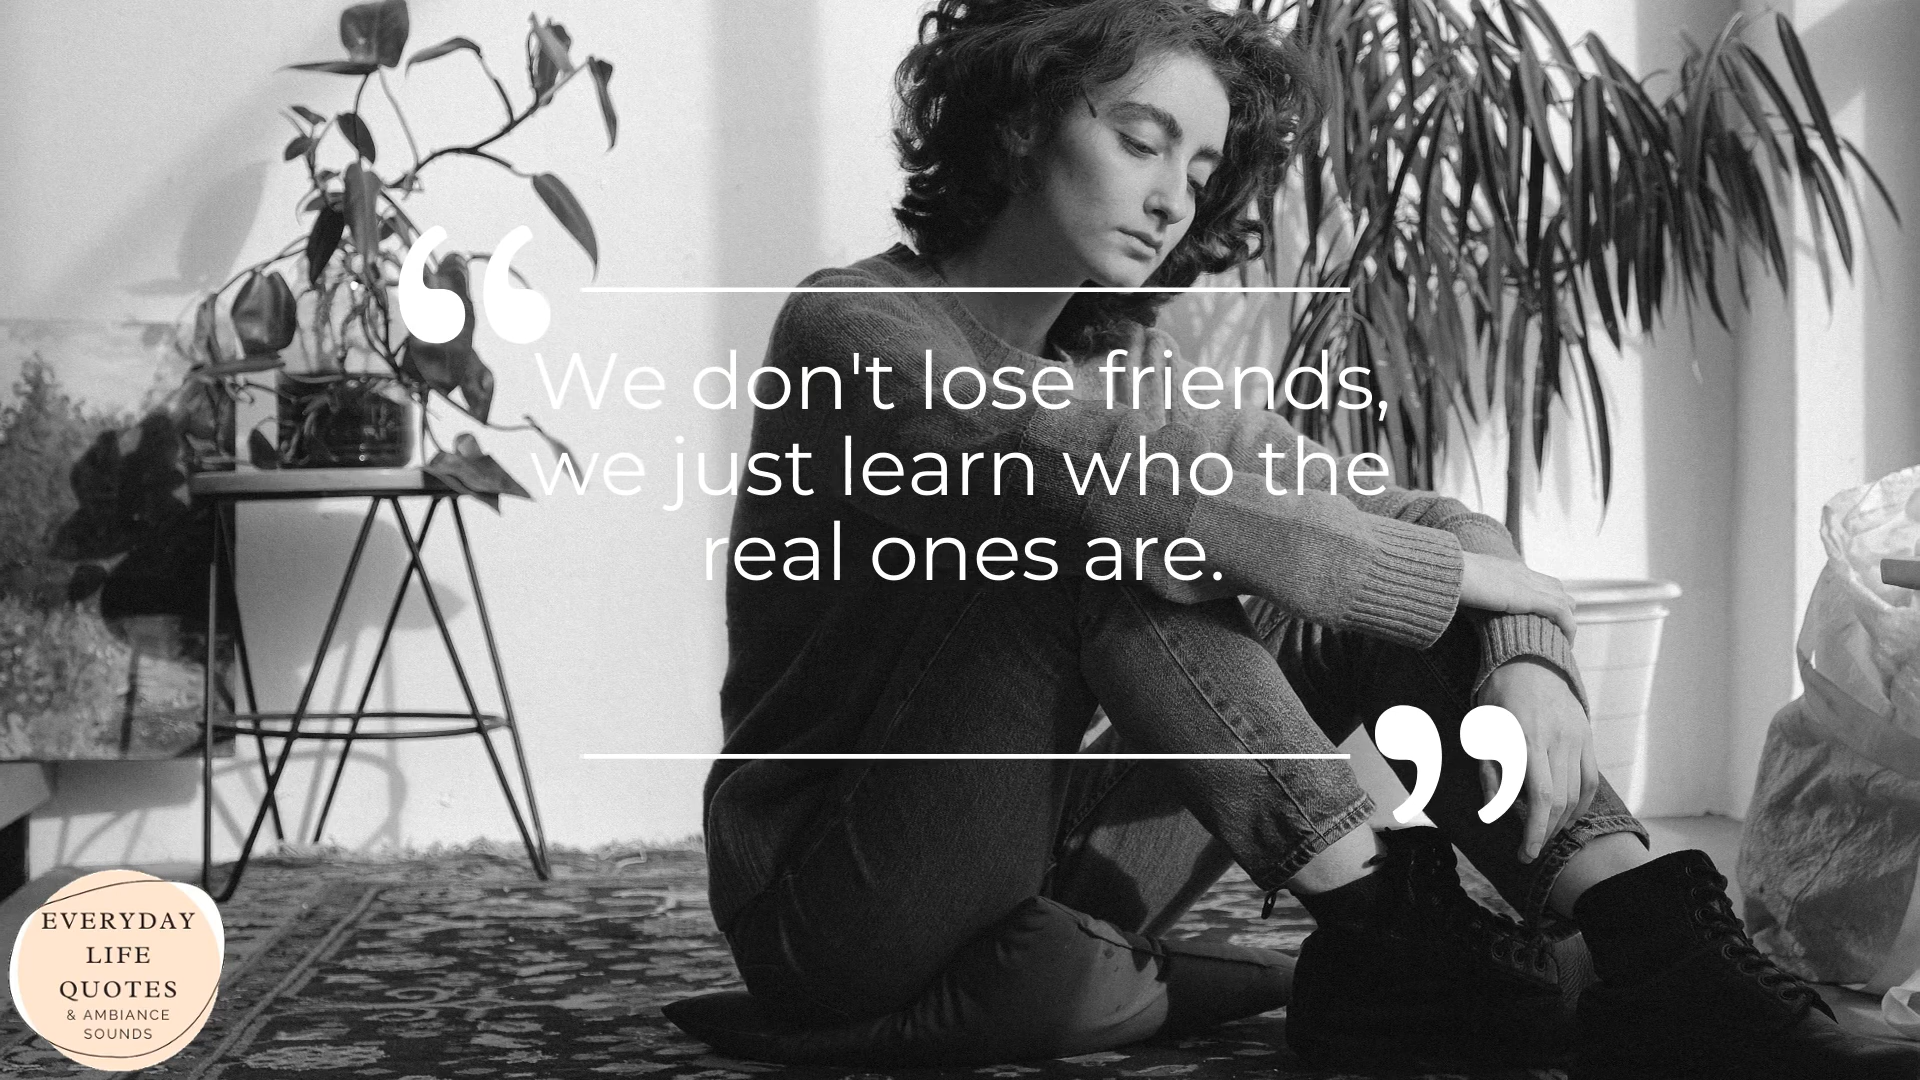 “
We don't lose friends,
we just learn who the
real ones are.
”
EVERYDAY
LIFE
QUOTES
& AMBIANCE
SOUNDS